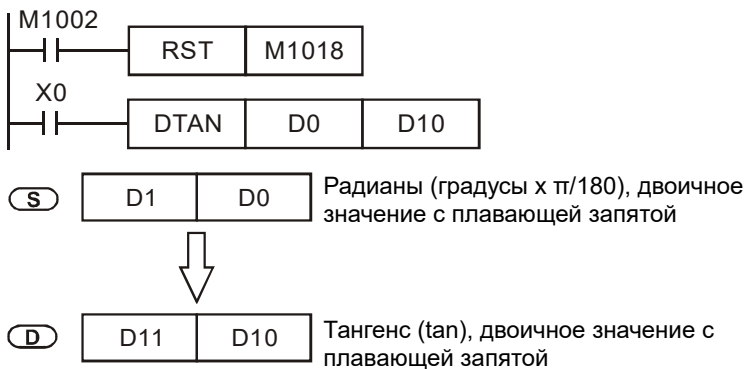 M1002
RST M1018
X0
DTAN D0 D10
S D1 D0 Радианы (градусы x π/180), двоичное
значение с плавающей запятой
D D11 D10 Тангенс (tan), двоичное значение с
плавающей запятой